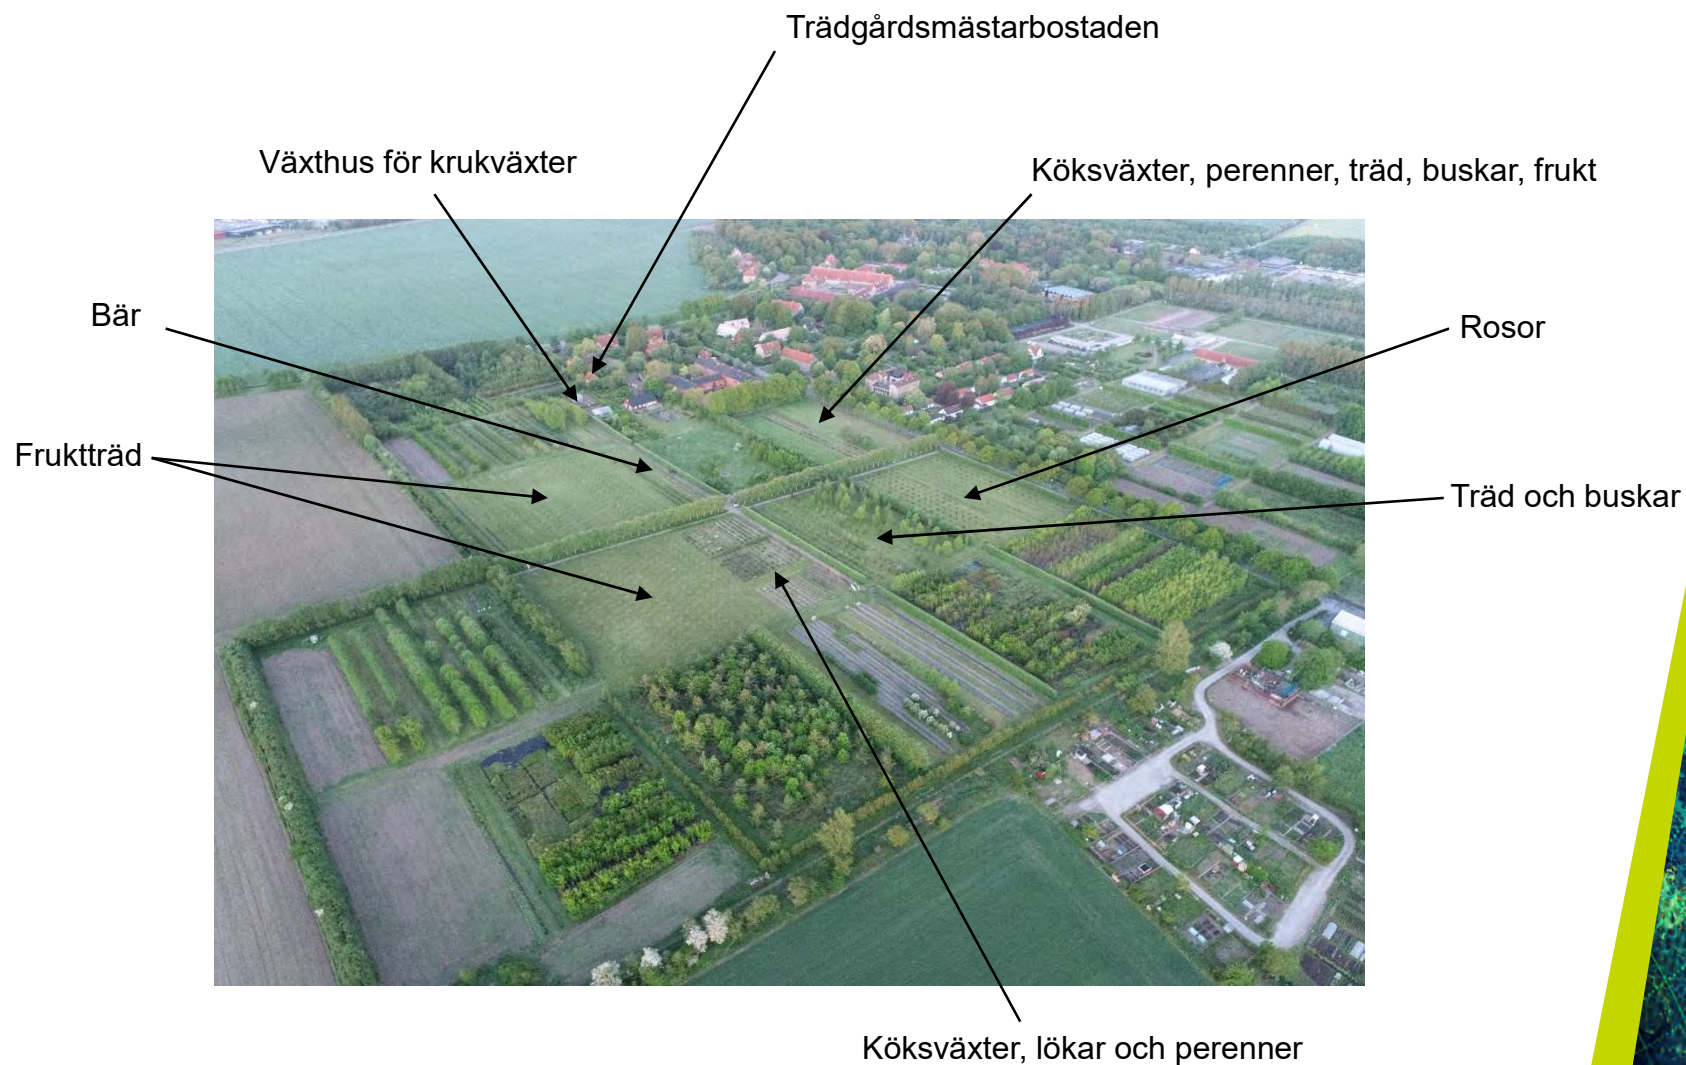 Trädgårdsmästarbostaden
Växthus för krukväxter
Köksväxter, perenner, träd, buskar, frukt
Bär
Rosor
Fruktträd
Träd och buskar
Köksväxter, lökar och perenner